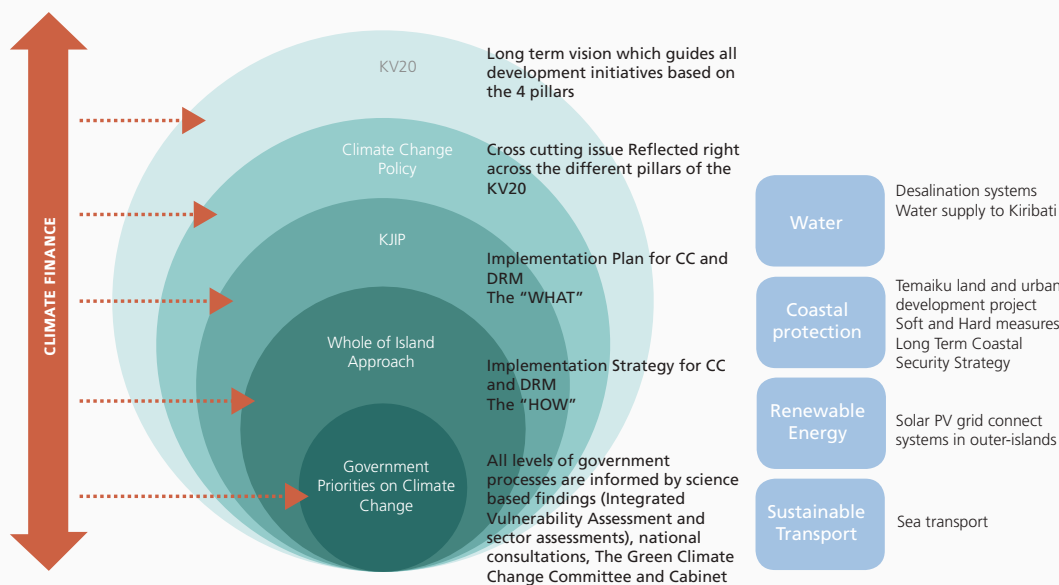 CLIMATE FINANCE
KV20
Long term vision which guides all
development initiatives based on
the 4 pillars
Climate Change
Policy
Cross cutting issue Reflected right
across the different pillars of the
KV20
KJIP
Implementation Plan for CC and
DRM
The “WHAT”
Whole of Island
Approach
Implementation Strategy for CC
and DRM
The “HOW”
Government
Priorities on Climate
Change
All levels of government
processes are informed by science
based findings (Integrated
Vulnerability Assessment and
sector assessments), national
consultations, The Green Climate
Change Committee and Cabinet
Water
Desalination systems
Water supply to Kiribati
Coastal
protection
Temaiku land and urban
development project
Soft and Hard measures
Long Term Coastal
Security Strategy
Renewable
Energy
Solar PV grid connect
systems in outer-islands
Sustainable
Transport
Sea transport